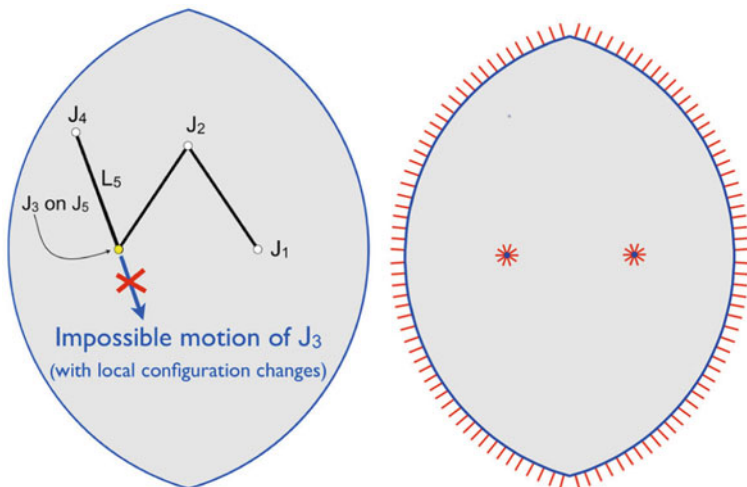 J4
J2
L5
J3 on J5
J1
Impossible motion of J3
(with local configuration changes)